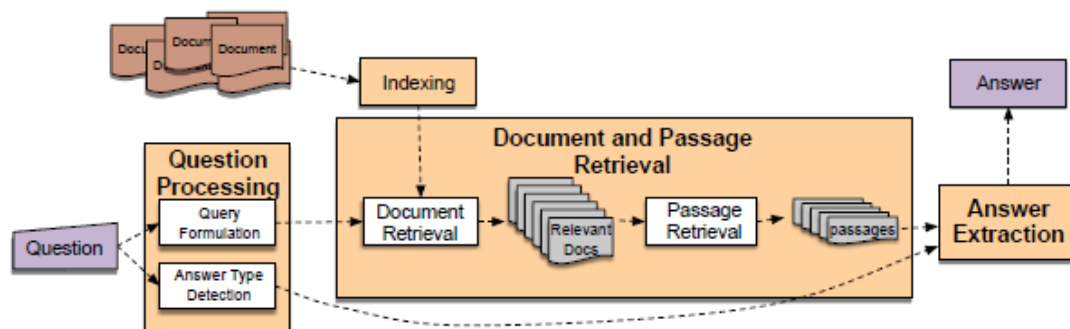 Document
Docu
Document
Do
Indexing
Answer
Document and Passage
Retrieval
Question
Processing
Query
Formulation
Document
Retrieval
Relevant
Docs
Passage
Retrieval
passages
Answer
Extraction
Question
Answer Type
Detection